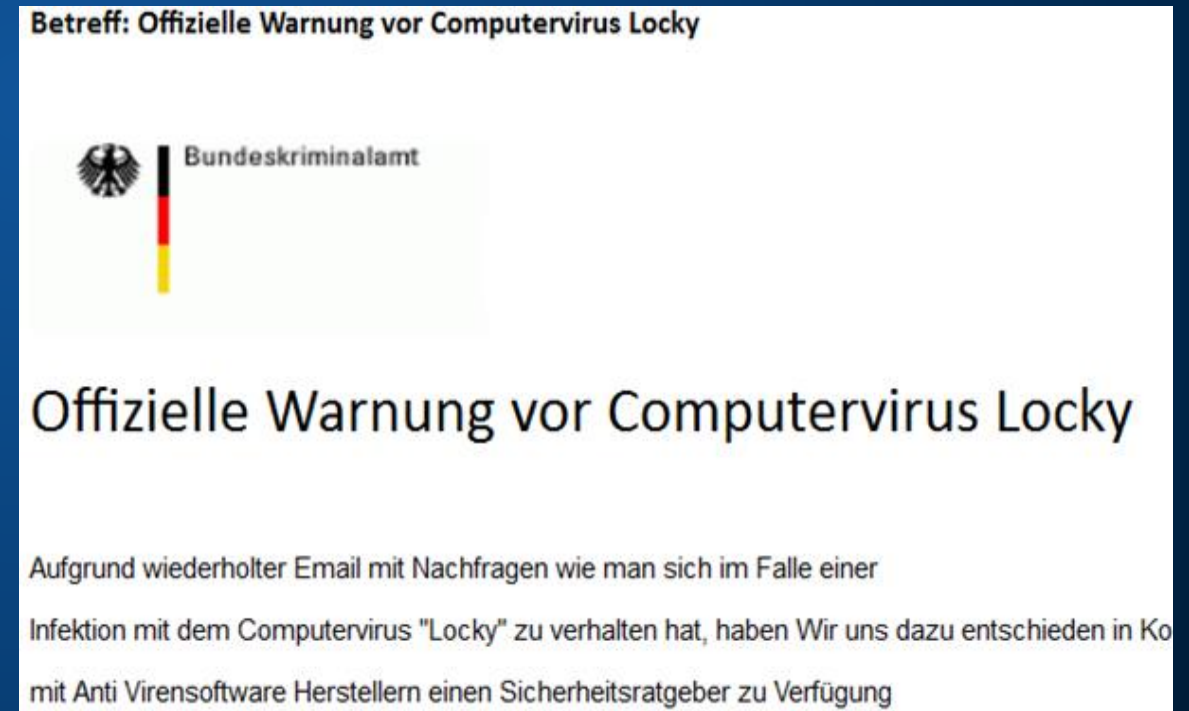 Betreff: Offizielle Warnung vor Computervirus Locky
Bundeskriminalamt
Offizielle Warnung vor Computervirus Locky
Aufgrund wiederholter Email mit Nachfragen wie man sich im Falle einer
Infektion mit dem Computervirus "Locky" zu verhalten hat, haben Wir uns dazu entschieden in Ko
mit Anti Virensoftware Herstellern einen Sicherheitsratgeber zu Verfügung